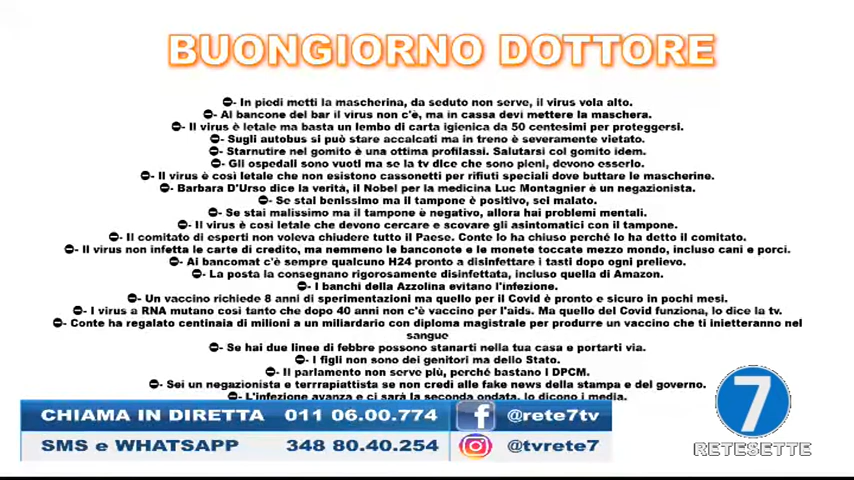 BUONGIORNO DOTTORE
⛔- In piedi metti la mascherina, da seduto non serve, il virus vola alto.
⛔- Al bancone del bar il virus non c'è, ma in cassa devi mettere la maschera.
⛔- Il virus è letale ma basta un lembo di carta igienica da 50 centesimi per proteggersi.
⛔- Sugli autobus si può stare accalcati ma in treno è severamente vietato.
⛔- Starnutire nel gomito è una ottima profilassi. Salutarsi col gomito idem.
⛔- Gli ospedali sono vuoti ma se la tv dice che sono pieni, devono esserlo.
⛔- Il virus è così letale che non esistono cassonetti per rifiuti speciali dove buttare le mascherine.
⛔- Barbara D'Urso dice la verità, il Nobel per la medicina Luc Montagnier è un negazionista.
⛔- Se stai benissimo ma il tampone è positivo, sei malato.
⛔- Se stai malissimo ma il tampone è negativo, allora hai problemi mentali.
⛔- Il virus è così letale che devono cercare e scovare gli asintomatici con il tampone.
⛔- Il comitato di esperti non voleva chiudere tutto il Paese. Conte lo ha chiuso perché lo ha detto il comitato.
⛔- Il virus non infetta le carte di credito, ma nemmeno le banconote e le monete toccate mezzo mondo, incluso cani e porci.
⛔- Ai bancomat c'è sempre qualcuno H24 pronto a disinfettare i tasti dopo ogni prelievo.
⛔- La posta la consegnano rigorosamente disinfettata, incluso quella di Amazon.
⛔- I banchi della Azzolina evitano l'infezione.
⛔- Un vaccino richiede 8 anni di sperimentazioni ma quello per il Covid è pronto e sicuro in pochi mesi.
⛔- I virus a RNA mutano così tanto che dopo 40 anni non c'è vaccino per l'aids. Ma quello del Covid funziona, lo dice la tv.
⛔- Conte ha regalato centinaia di milioni a un miliardario con diploma magistrale per produrre un vaccino che ti inietteranno nel
sangue
⛔- Se hai due linee di febbre possono stanarti nella tua casa e portarti via.
⛔- I figli non sono dei genitori ma dello Stato.
⛔- Il parlamento non serve più, perché bastano i DPCM.
⛔- Sei un negazionista e terrrapiattista se non credi alle fake news della stampa e del governo.
⛔- L'infezione avanza e ci sarà la seconda ondata, lo dicono i media.
CHIAMA IN DIRETTA 011 06.00.774 @rete7tv
SMS e WHATSAPP 348 80.40.254 @tvrete7
7
RETESETTE